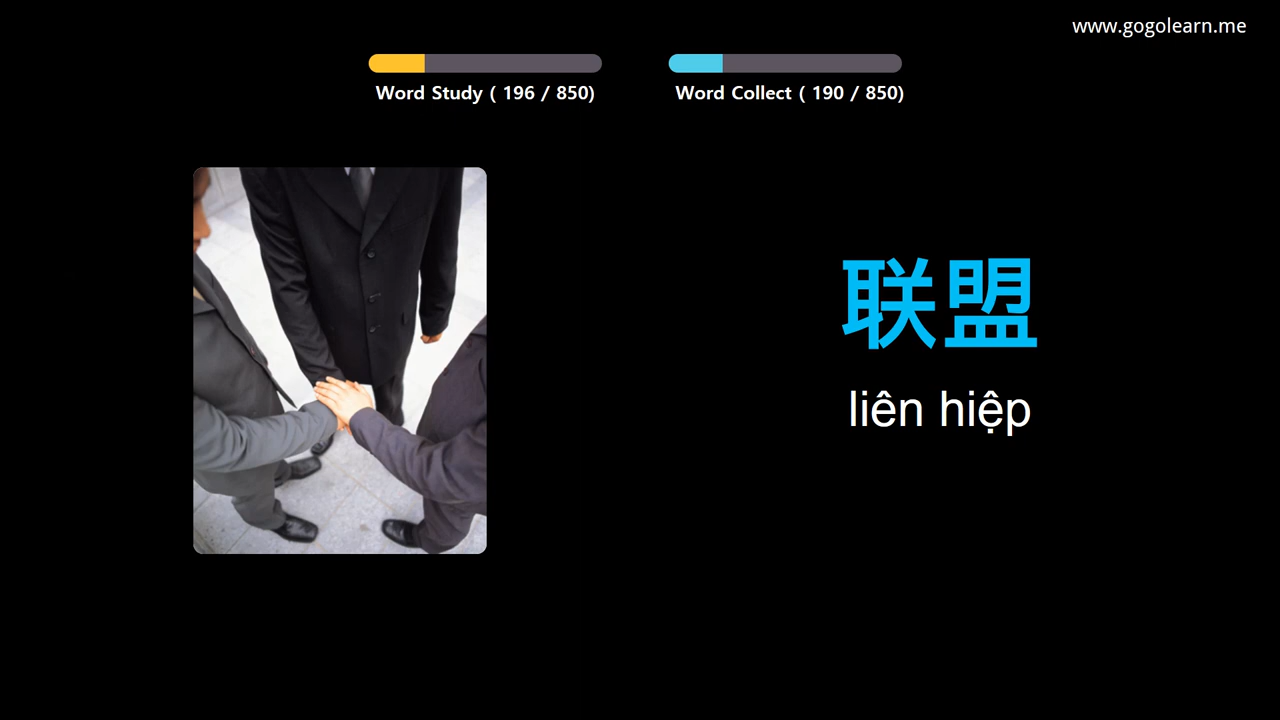 www.gogolearn.me
Word Study ( 196 / 850)
Word Collect ( 190 / 850)
联盟
liên hiệp